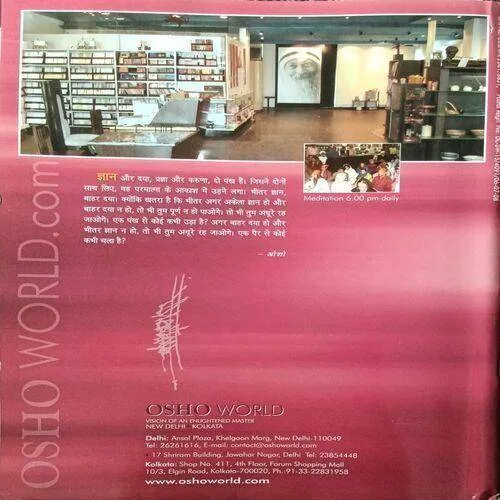 OSHO WORLD.com
Meditation 6.00 pm daily
ज्ञान और दया, प्रज्ञा और करुणा, दो पंख हैं। जिसने दोनों
साध लिए, वह परमात्मा के आकाश में उड़ने लगा। भीतर ज्ञान,
बाहर दया। क्योंकि खतरा है कि भीतर अगर अकेला ज्ञान हो और
बाहर दया न हो, तो भी तुम पूर्ण न हो पाओगे। तो भी तुम अधूरे रह
जाओगे। एक पंख से कोई कभी उड़ा है? अगर बाहर दया हो और
भीतर ज्ञान न हो, तो भी तुम अधूरे रह जाओगे। एक पैर से कोई
कभी चला है?
– ओशो
OSHO WORLD
VISION OF AN ENLIGHTENED MASTER
NEW DELHI KOLKATA
Delhi: Ansal Plaza, Khelgaon Marg, New Delhi-110049
Tel: 26261616, E-mail: contact@oshoworld.com
• 17 Shriram Building, Jawahar Nagar, Delhi Tel: 23854448
Kolkata: Shop No. 411, 4th Floor, Forum Shopping Mall
10/3, Elgin Road, Kolkata-700020, Ph.:91-33-22831958
www.oshoworld.com